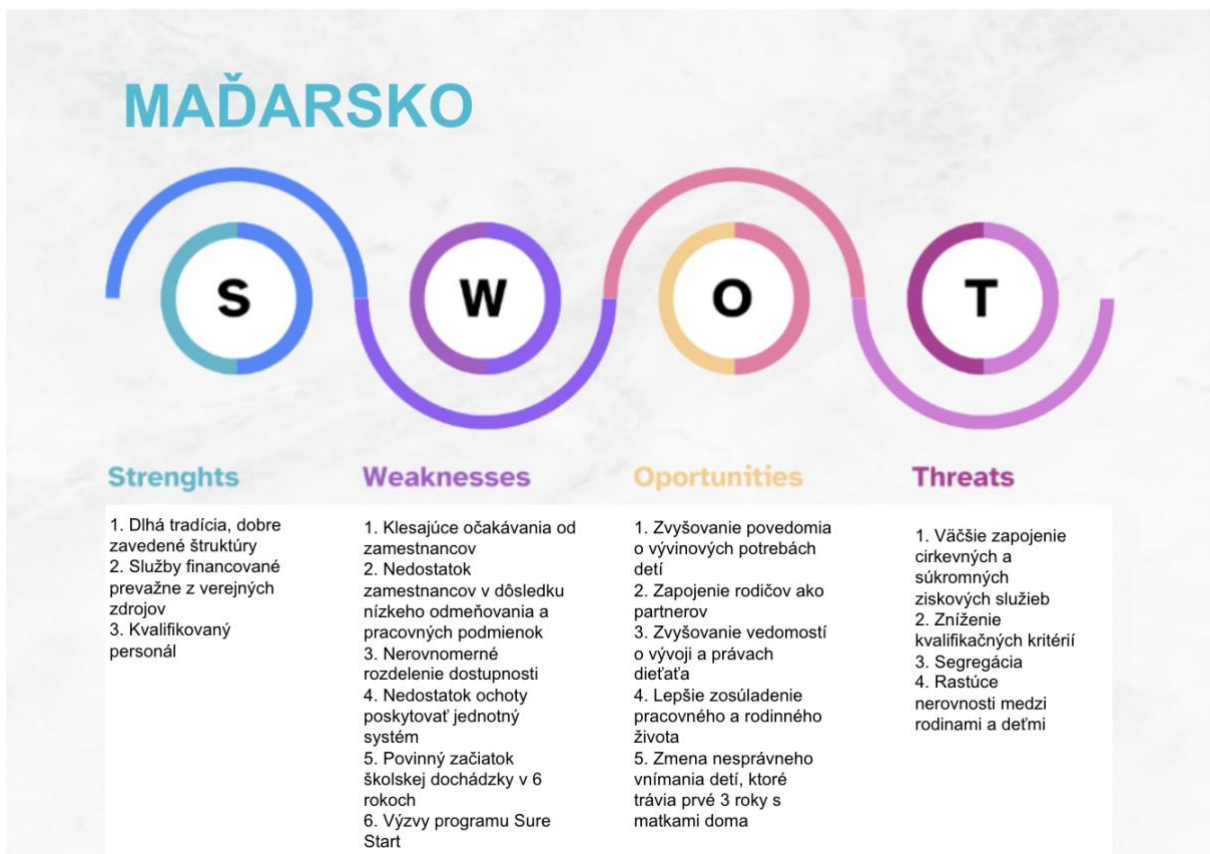 MAĎARSKO
S
W
O
T
Strenghts
1. Dlhá tradícia, dobre
zavedené štruktúry
2. Služby financované
prevažne z verejných
zdrojov
3. Kvalifikovaný
personál
Weaknesses
1. Klesajúce očakávania od
zamestnancov
2. Nedostatok
zamestnancov v dôsledku
nízkeho odmeňovania a
pracovných podmienok
3. Nerovnomerné
rozdelenie dostupnosti
4. Nedostatok ochoty
poskytovať jednotný
systém
5. Povinný začiatok
školskej dochádzky v 6
rokoch
6. Výzvy programu Sure
Start
Oportunities
1. Zvyšovanie povedomia
o vývinových potrebách
detí
2. Zapojenie rodičov ako
partnerov
3. Zvyšovanie vedomostí
o vývoji a právach
dieťaťa
4. Lepšie zosúladenie
pracovného a rodinného
života
5. Zmena nesprávneho
vnímania detí, ktoré
trávia prvé 3 roky s
matkami doma
Threats
1. Väčšie zapojenie
cirkevných a
súkromných
ziskových služieb
2. Zníženie
kvalifikačných kritérií
3. Segregácia
4. Rastúce
nerovnosti medzi
rodinami a deťmi